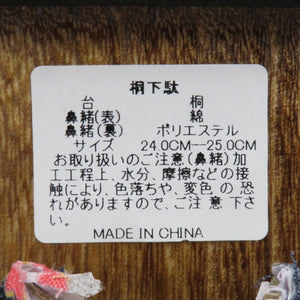 桐下駄
台 桐
鼻緒(表) 綿
鼻緒(裏) ポリエステル
サイズ 24.0CM--25.0CM
お取り扱いのご注意(鼻緒)加
工工程上、水分、摩擦などの接
触により、色落ちや、変色 の 恐
れがありますので、ご注 意 下さ
い。
MADE IN CHINA